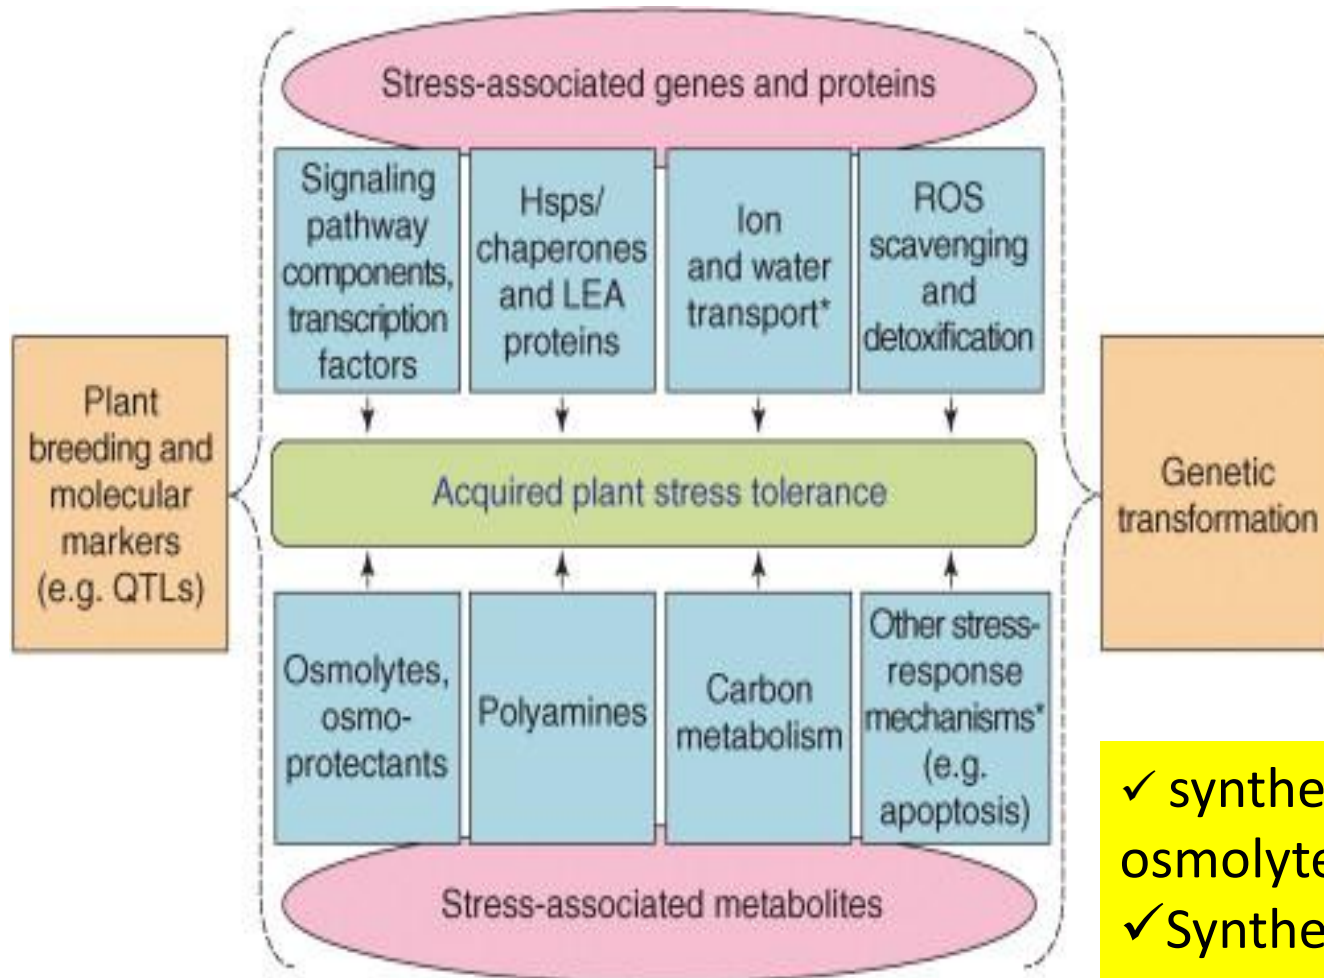 Stress-associated genes and proteins
Signaling
pathway
components,
transcription
factors
Hsps/
chaperones
and LEA
proteins
Ion
and water
transport*
ROS
scavenging
and
detoxification
Plant
breeding and
molecular
markers
(e.g. QTLs)
Acquired plant stress tolerance
Genetic
transformation
Osmolytes,
osmo-
protectants
Polyamines
Carbon
metabolism
Other stress-
response
mechanisms*
(e.g.
apoptosis)
Stress-associated metabolites
✓ synthe
osmolyte
✓Synthe